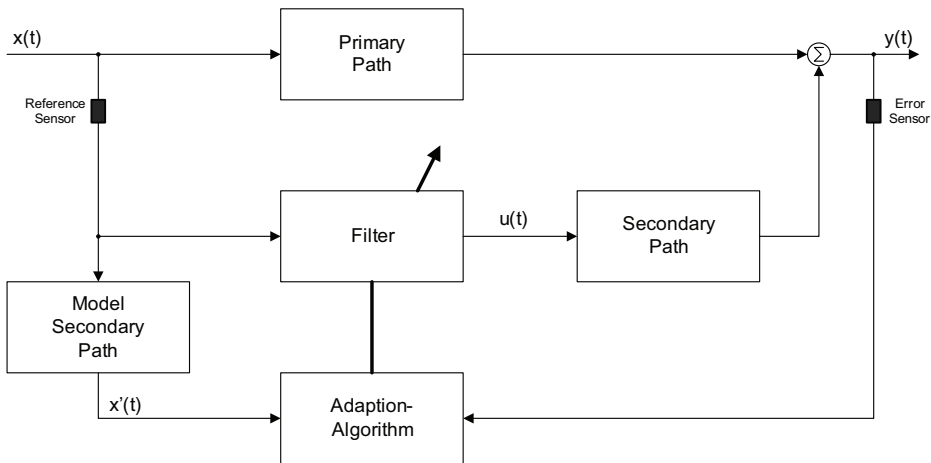 x(t)
Primary
Path
Σ
y(t)
Reference
Sensor
Error
Sensor
Filter
u(t)
Secondary
Path
Model
Secondary
Path
x'(t)
Adaption-
Algorithm